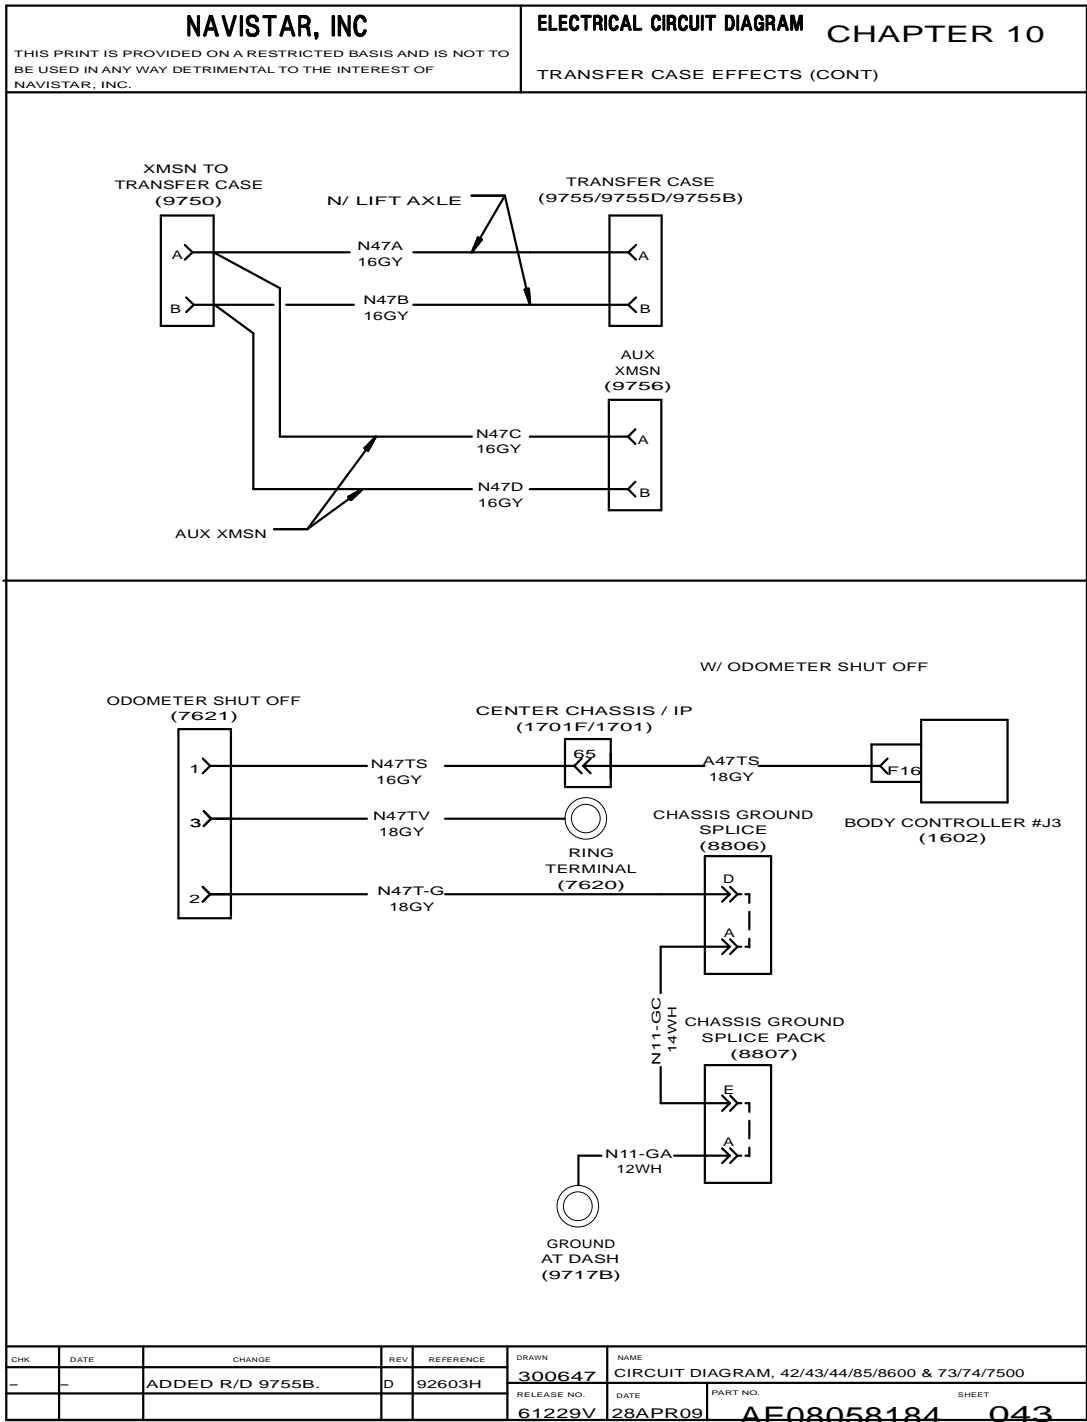 NAVISTAR, INC
THIS PRINT IS PROVIDED ON A RESTRICTED BASIS AND IS NOT TO
BE USED IN ANY WAY DETRIMENTAL TO THE INTEREST OF
NAVISTAR, INC.
ELECTRICAL CIRCUIT DIAGRAM
CHAPTER 10
TRANSFER CASE EFFECTS (CONT)
XMSN TO
TRANSFER CASE
(9750)
N/ LIFT AXLE
TRANSFER CASE
(9755/9755D/9755B)
A
N47A
16GY
A
B
N47B
16GY
B
AUX
XMSN
(9756)
N47C
16GY
A
N47D
16GY
B
AUX XMSN
W/ ODOMETER SHUT OFF
ODOMETER SHUT OFF
(7621)
CENTER CHASSIS / IP
(1701F/1701)
1
N47TS
16GY
65
A47TS
18GY
F16
BODY CONTROLLER #J3
(1602)
3
N47TV
18GY
RING
TERMINAL
(7620)
CHASSIS GROUND
SPLICE
(8806)
2
N47T-G
18GY
D
A
N11-GC
14WH
CHASSIS GROUND
SPLICE PACK
(8807)
E
A
N11-GA
12WH
GROUND
AT DASH
(9717B)
CHK DATE CHANGE REV REFERENCE
– – ADDED R/D 9755B. D 92603H
DRAWN
300647
NAME
CIRCUIT DIAGRAM, 42/43/44/85/8600 & 73/74/7500
RELEASE NO.
61229V
DATE
28APR09
PART NO.
AE08058184
SHEET
043